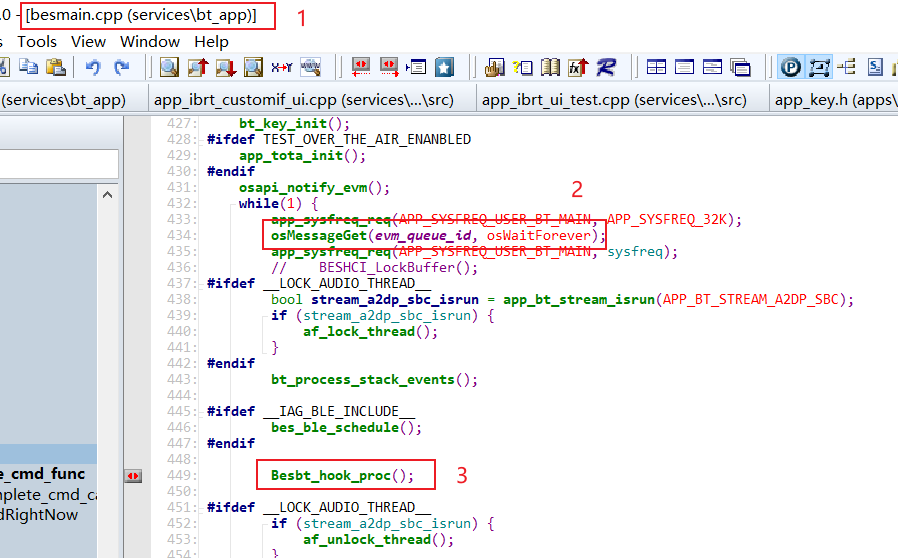 .0 - [besmain.cpp (services\bt_app)]
1
Tools View Window Help
(services\bt_app)
app_ibrt_customif_ui.cpp (services\...\src)
app_ibrt_ui_test.cpp (services\...\src)
app_key.h (apps\
427: bt_key_init();
428: #ifdef TEST_OVER_THE_AIR_ENANBLED
429: app_tota_init();
430: #endif
431: osapi_notify_evm();
2
432: while(1) {
433: app_sysfreq_req(APP_SYSFREQ_USER_BT_MAIN, APP_SYSFREQ_32K);
434: osMessageGet(evm_queue_id, osWaitForever);
435: app_sysfreq_req(APP_SYSFREQ_USER_BT_MAIN, sysfreq);
436: // BESHCI_LockBuffer();
437: #ifdef __LOCK_AUDIO_THREAD__
438: bool stream_a2dp_sbc_isrun = app_bt_stream_isrun(APP_BT_STREAM_A2DP_SBC);
439: if (stream_a2dp_sbc_isrun) {
440: af_lock_thread();
441: }
442: #endif
443: bt_process_stack_events();
444:
445: #ifdef __IAG_BLE_INCLUDE__
446: bes_ble_schedule();
447: #endif
448:
449: Besbt_hook_proc();
3
450:
451: #ifdef __LOCK_AUDIO_THREAD__
452: if (stream_a2dp_sbc_isrun) {
453: af_unlock_thread();
454: }
e_cmd_func
nplete_cmd_ca
dRightNow